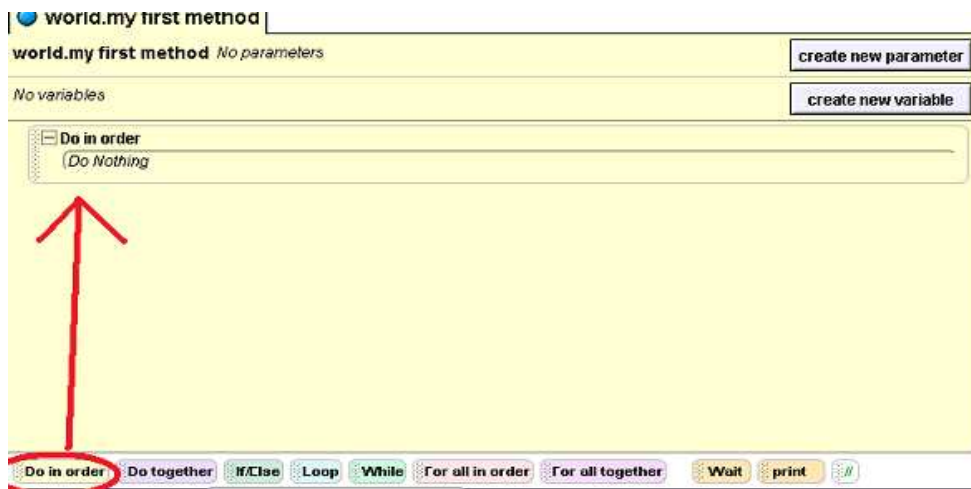 world.my first method
world.my first method No parameters
create new parameter
No variables
create new variable
Do in order
(Do Nothing
Do in order Do together If/Else Loop While For all in order For all together Wait print //